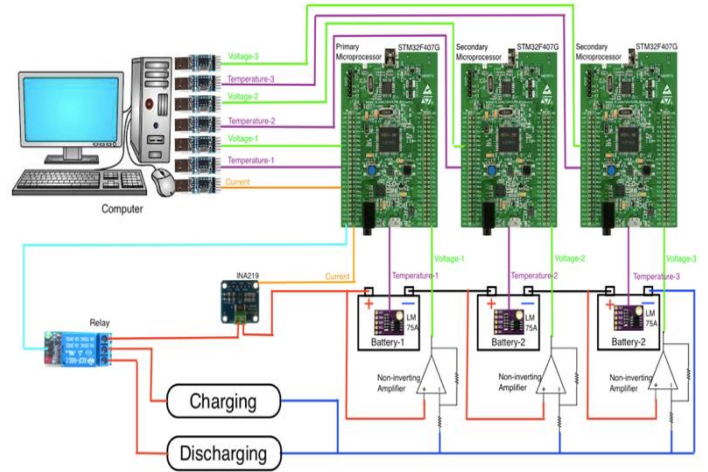 Primary
Microprocessor
STM32F407G
Secondary
Microprocessor
STM32F407G
Secondary
Microprocessor
STM32F407G
Voltage-3
Temperature-3
Voltage-2
Temperature-2
Voltage-1
Temperature-1
Current
Computer
Voltage-1
Voltage-2
Voltage-3
INA219
Current
Temperature-1
Temperature-2
Temperature-3
Relay
+
−
+
−
+
−
LM
75A
LM
75A
LM
75A
Battery-1
Battery-2
Battery-2
Non-inverting
Amplifier
Non-inverting
Amplifier
Non-inverting
Amplifier
+
−
+
−
+
−
Charging
Discharging